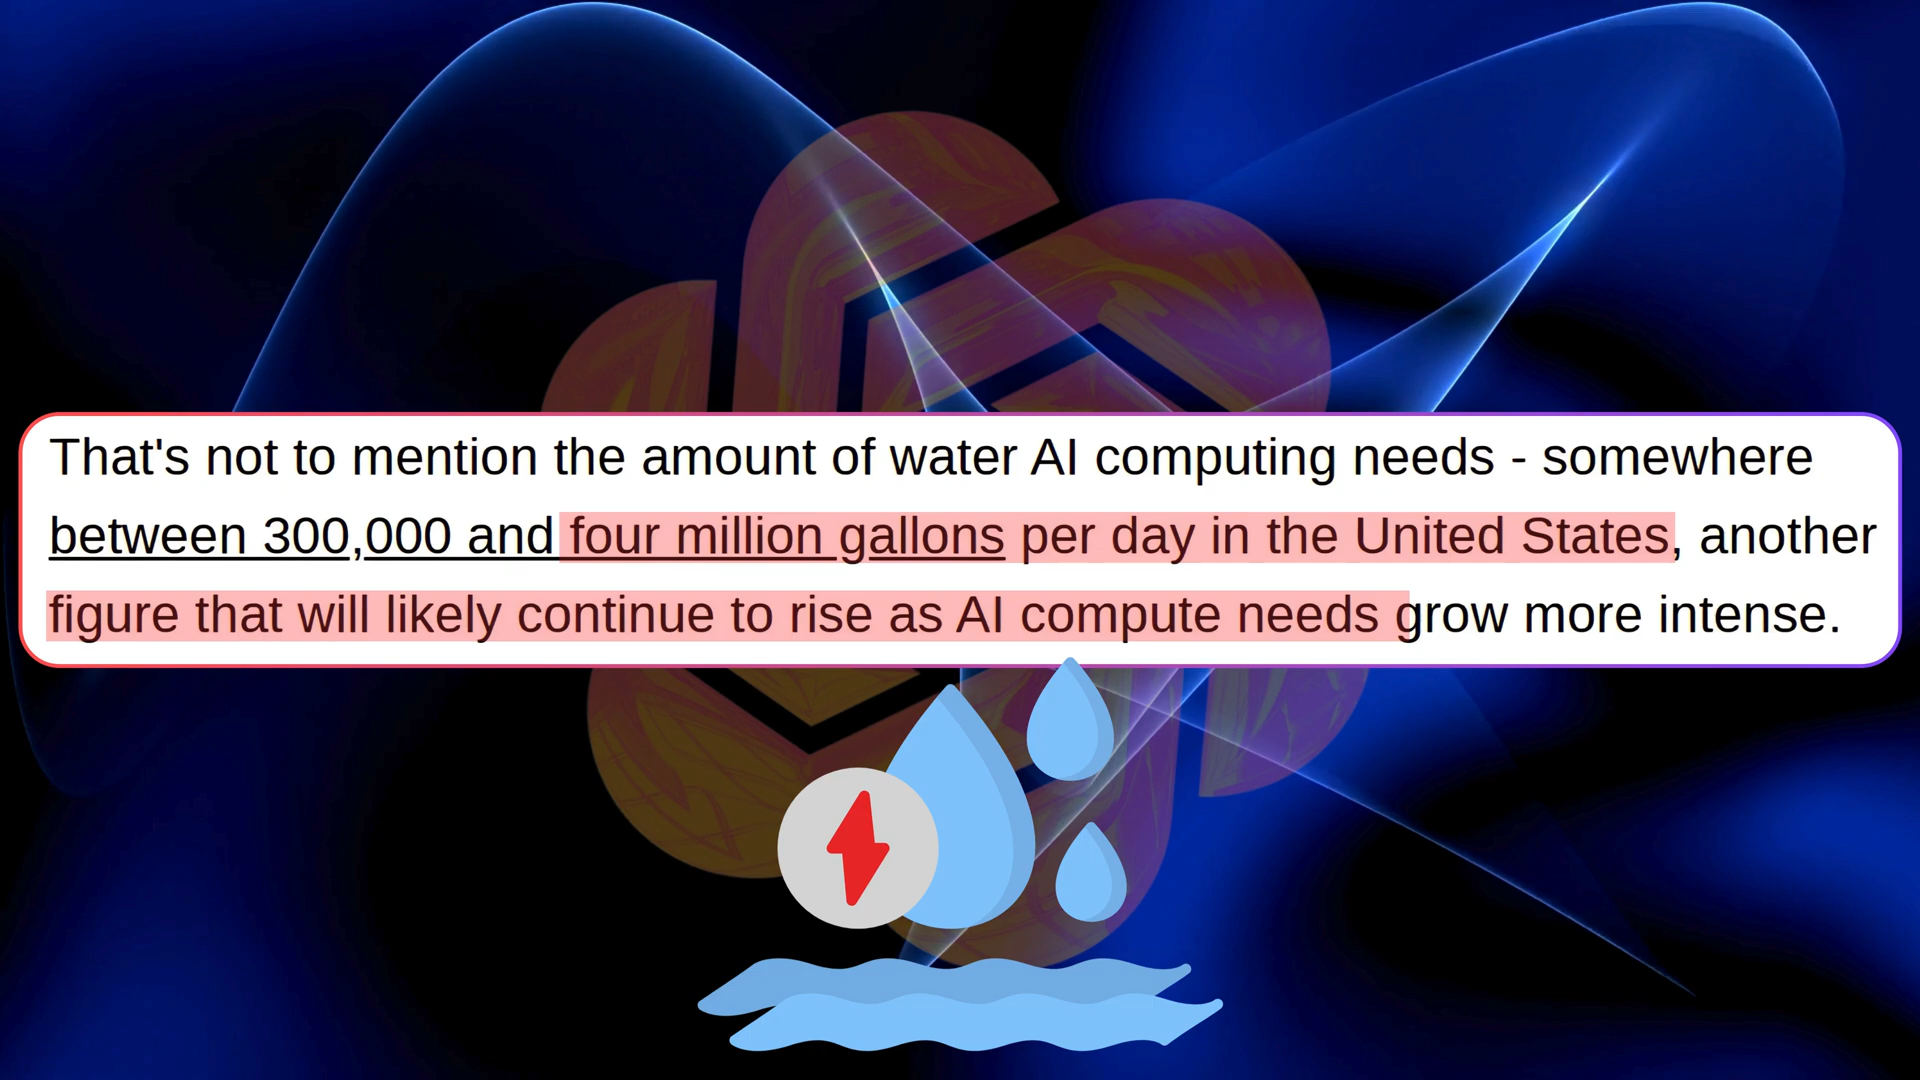 That's not to mention the amount of water AI computing needs - somewhere
between 300,000 and four million gallons per day in the United States, another
figure that will likely continue to rise as AI compute needs grow more intense.